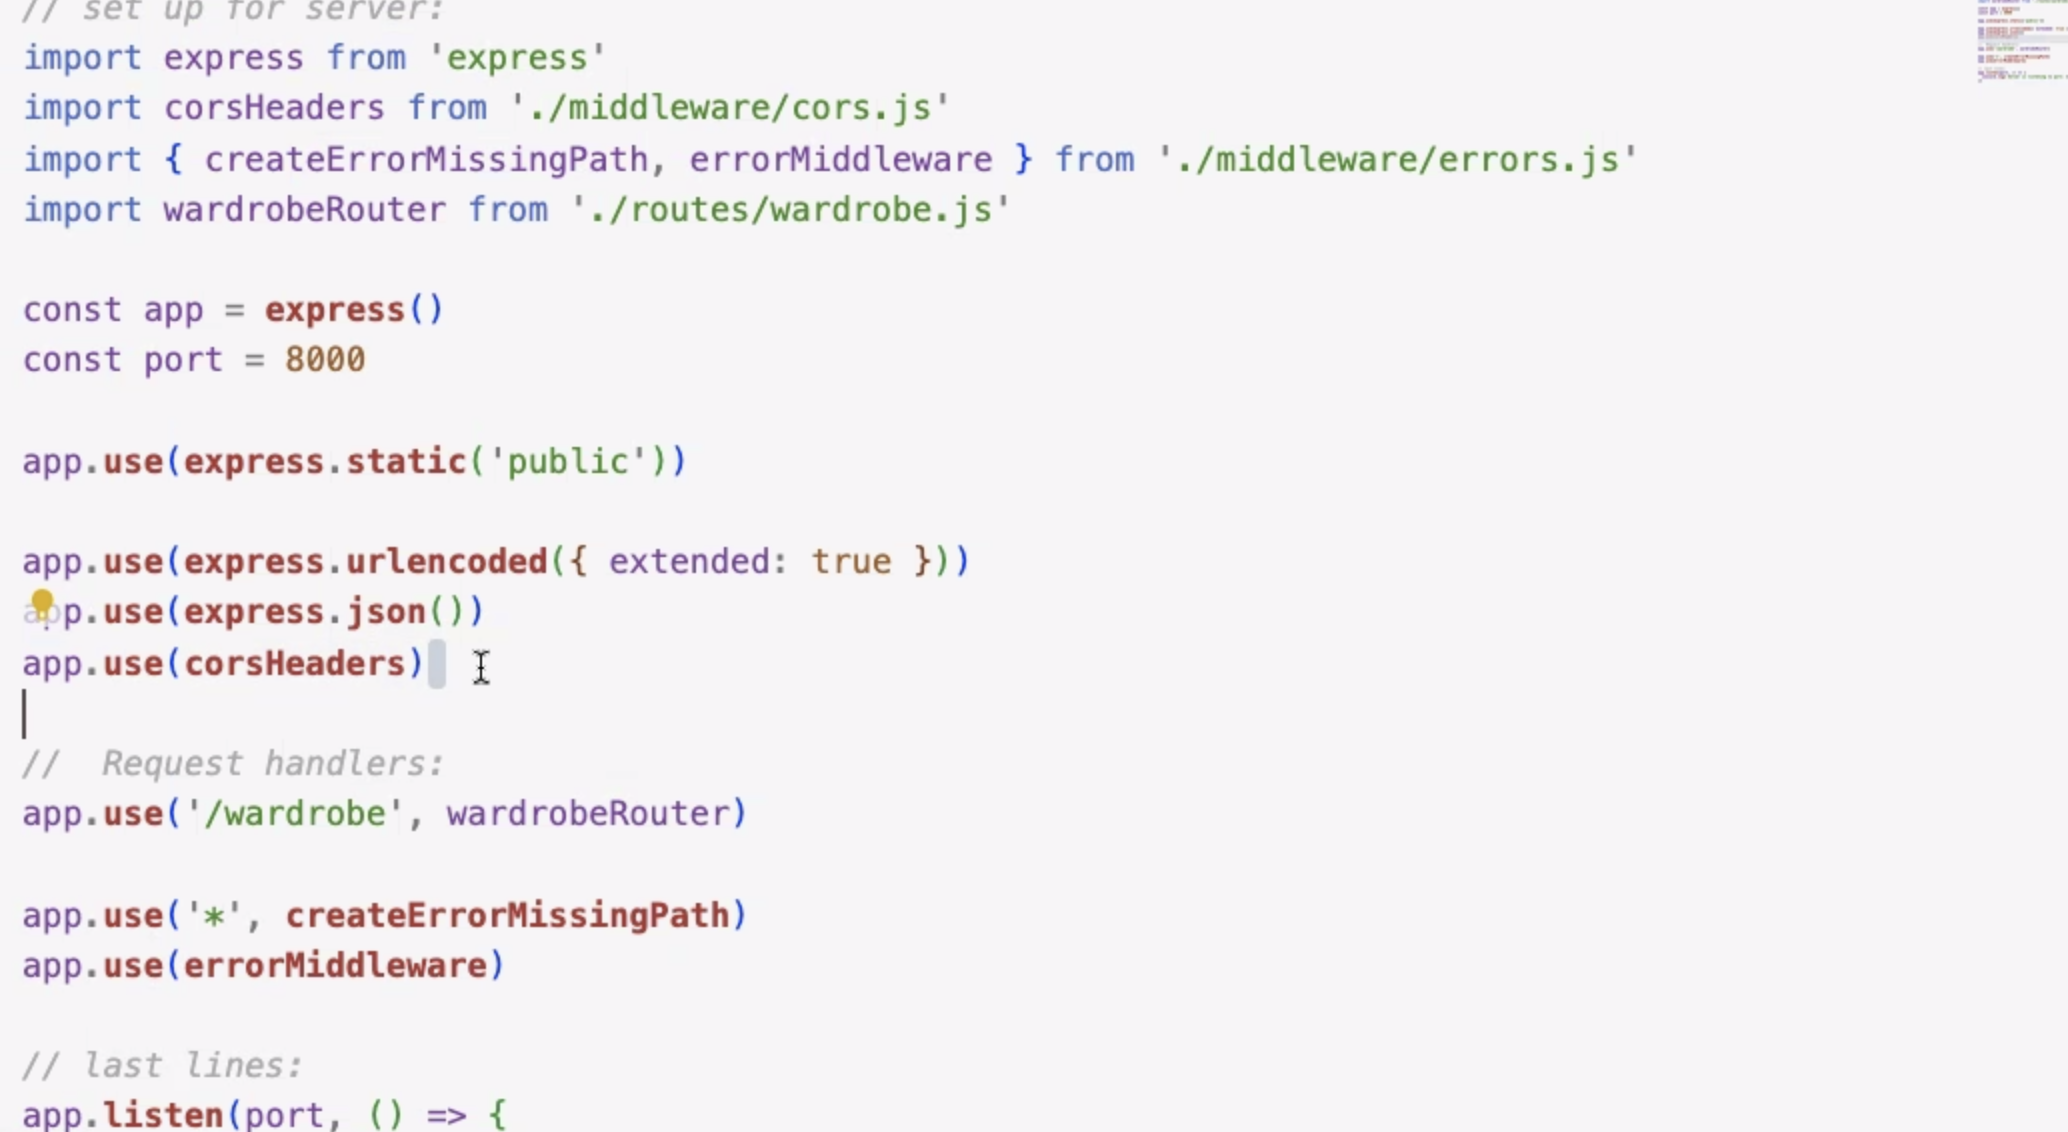 // set up for server:
import express from 'express'
import corsHeaders from './middleware/cors.js'
import { createErrorMissingPath, errorMiddleware } from './middleware/errors.js'
import wardrobeRouter from './routes/wardrobe.js'
const app = express()
const port = 8000
app.use(express.static('public'))
app.use(express.urlencoded({ extended: true }))
app.use(express.json())
app.use(corsHeaders)
//  Request handlers:
app.use('/wardrobe', wardrobeRouter)
app.use('*', createErrorMissingPath)
app.use(errorMiddleware)
// last lines:
app.listen(port, () => {